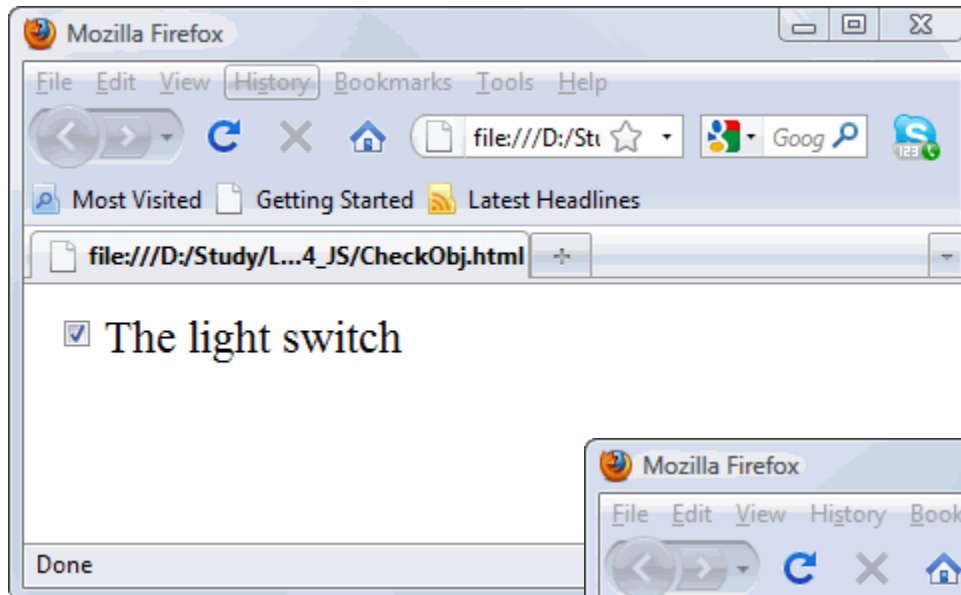 Mozilla Firefox
File Edit View History Bookmarks Tools Help
file:///D:/Stu Goog
123
Most Visited Getting Started Latest Headlines
file:///D:/Study/L...4_JS/CheckObj.html
The light switch
Done
Mozilla Firefox
File Edit View History Book